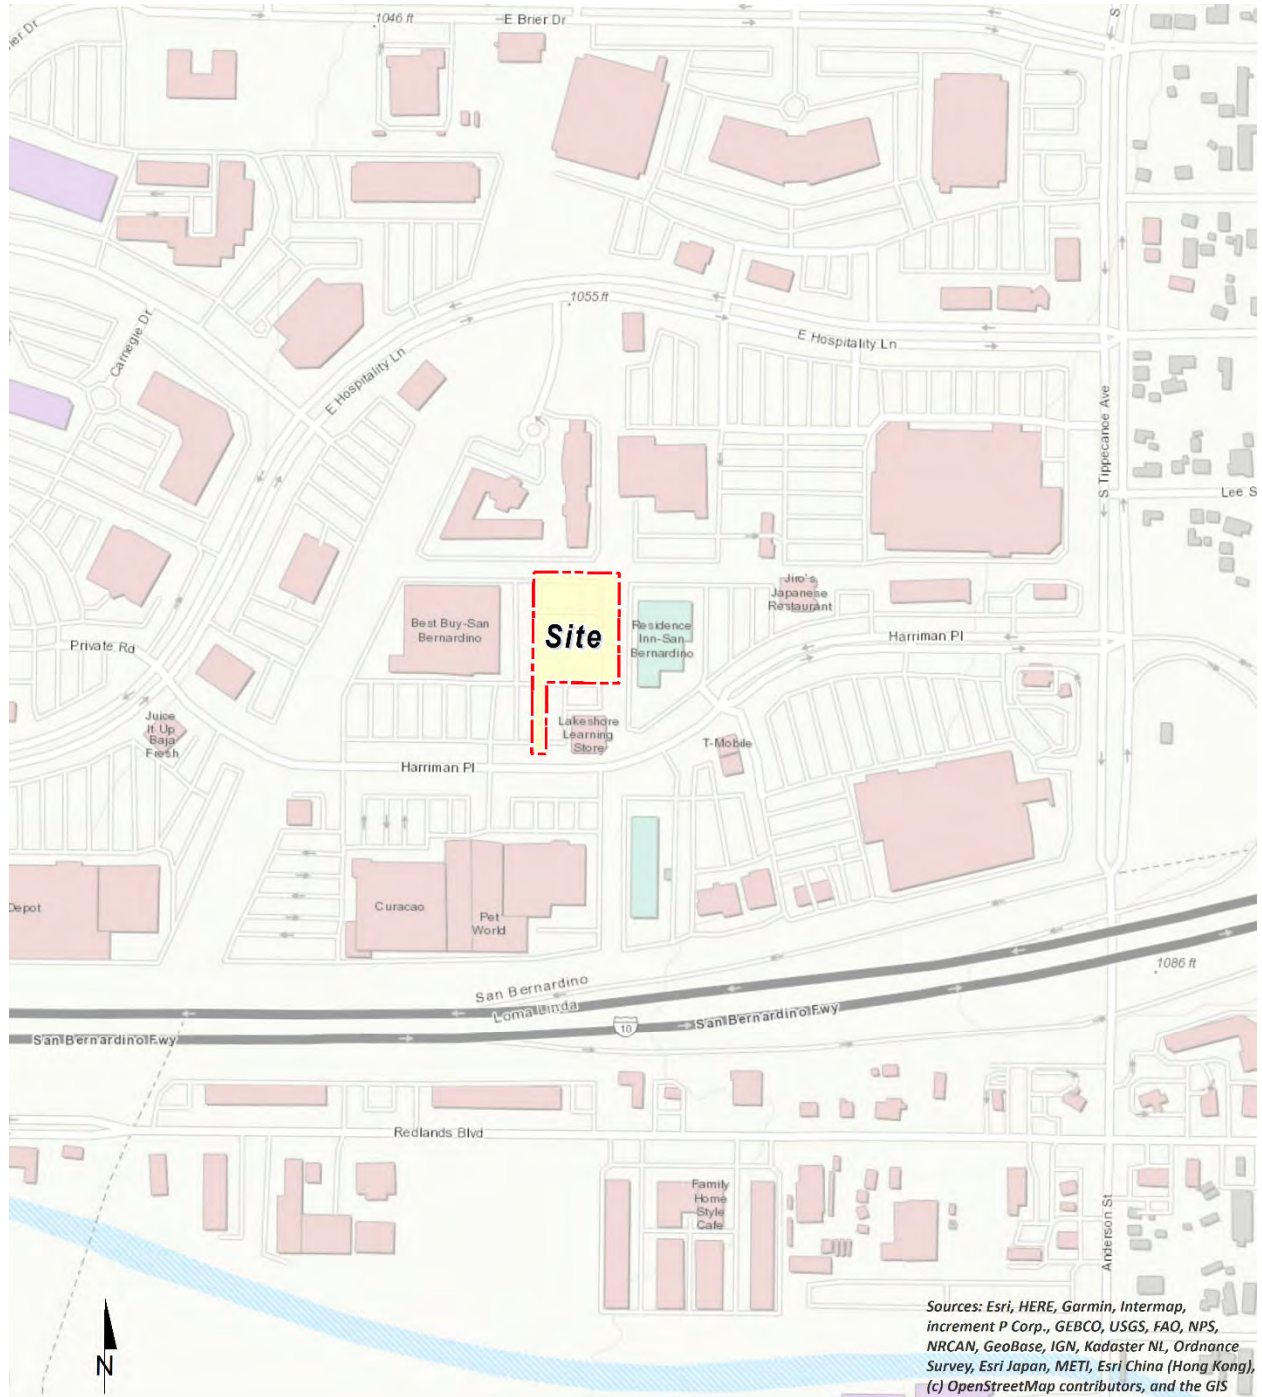 1046 ft
E Brier Dr
ier Dr
S
1055 ft
E Hospitality Ln
Carnegie Dr
E Hospitality Ln
S Tippecanoe Ave
Lee S
Jiro's
Japanese
Restaurant
Best Buy-San
Bernardino
Site
Residence
Inn-San
Bernardino
Harriman Pl
Private Rd
Juice
It Up
Baja
Fresh
Lakeshore
Learning
Store
T-Mobile
Harriman Pl
Depot
Curacao
Pet
World
1086 ft
San Bernardino
Loma Linda
San Bernardino Fwy
10
San Bernardino Fwy
Redlands Blvd
Family
Home
Style
Cafe
Anderson St
N
Sources: Esri, HERE, Garmin, Intermap,
increment P Corp., GEBCO, USGS, FAO, NPS,
NRCAN, GeoBase, IGN, Kadaster NL, Ordnance
Survey, Esri Japan, METI, Esri China (Hong Kong),
(c) OpenStreetMap contributors, and the GIS